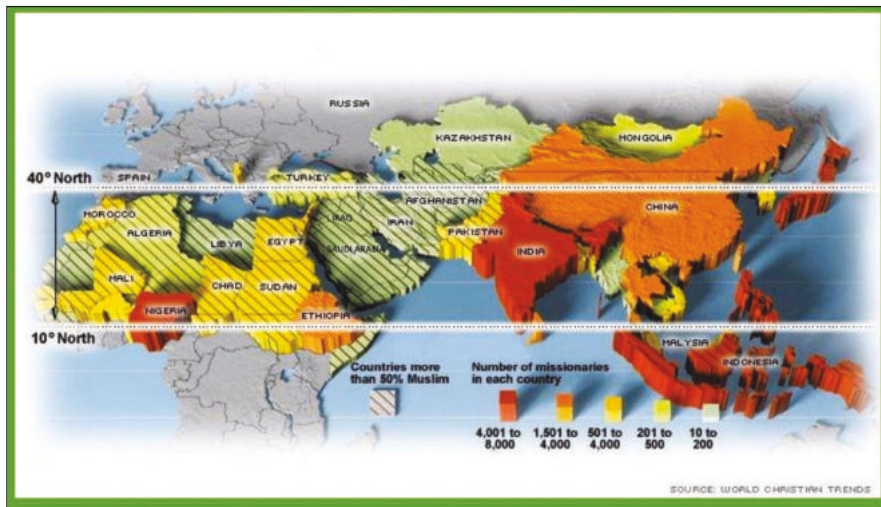 RUSSIA
KAZAKHSTAN
MONGOLIA
SPAIN
TURKEY
40° North
AFGHANISTAN
MOROCCO
ALGERIA
LIBYA
EGYPT
IRAQ
IRAN
SAUDI ARABIA
PAKISTAN
INDIA
CHINA
MALI
CHAD
SUDAN
NIGERIA
ETHIOPIA
10° North
MALYSIA
INDONESIA
Countries more
than 50% Muslim
Number of missionaries
in each country
4,001 to
8,000
1,501 to
4,000
501 to
4,000
201 to
500
10 to
200
SOURCE: WORLD CHRISTIAN TRENDS